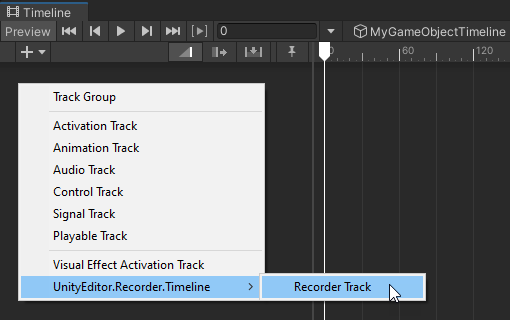 Timeline
Preview 0 MyGameObjectTimeline
60 120
Track Group
Activation Track
Animation Track
Audio Track
Control Track
Signal Track
Playable Track
Visual Effect Activation Track
UnityEditor.Recorder.Timeline Recorder Track